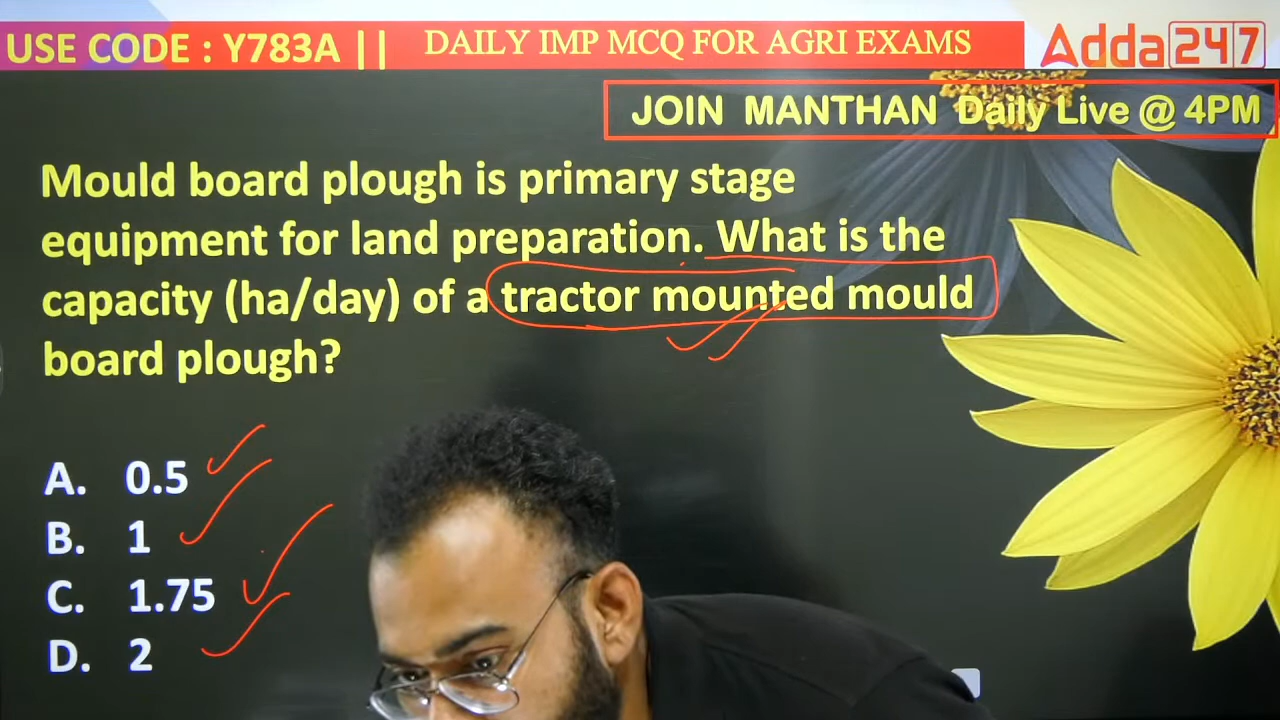 USE CODE : Y783A || DAILY IMP MCQ FOR AGRI EXAMS Adda247
JOIN MANTHAN Daily Live @ 4PM
Mould board plough is primary stage
equipment for land preparation. What is the
capacity (ha/day) of a tractor mounted mould
board plough?
A. 0.5
B. 1
C. 1.75
D. 2